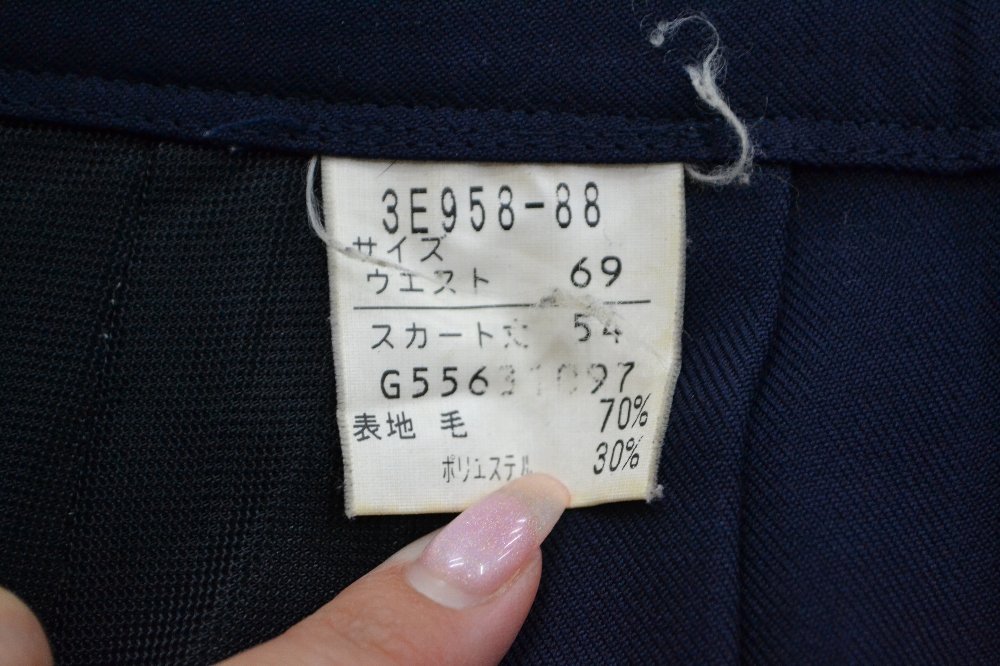 3E958-88
サイズ
ウエスト 69
スカート丈 54
表地 毛 70%
ポリエステル 30%